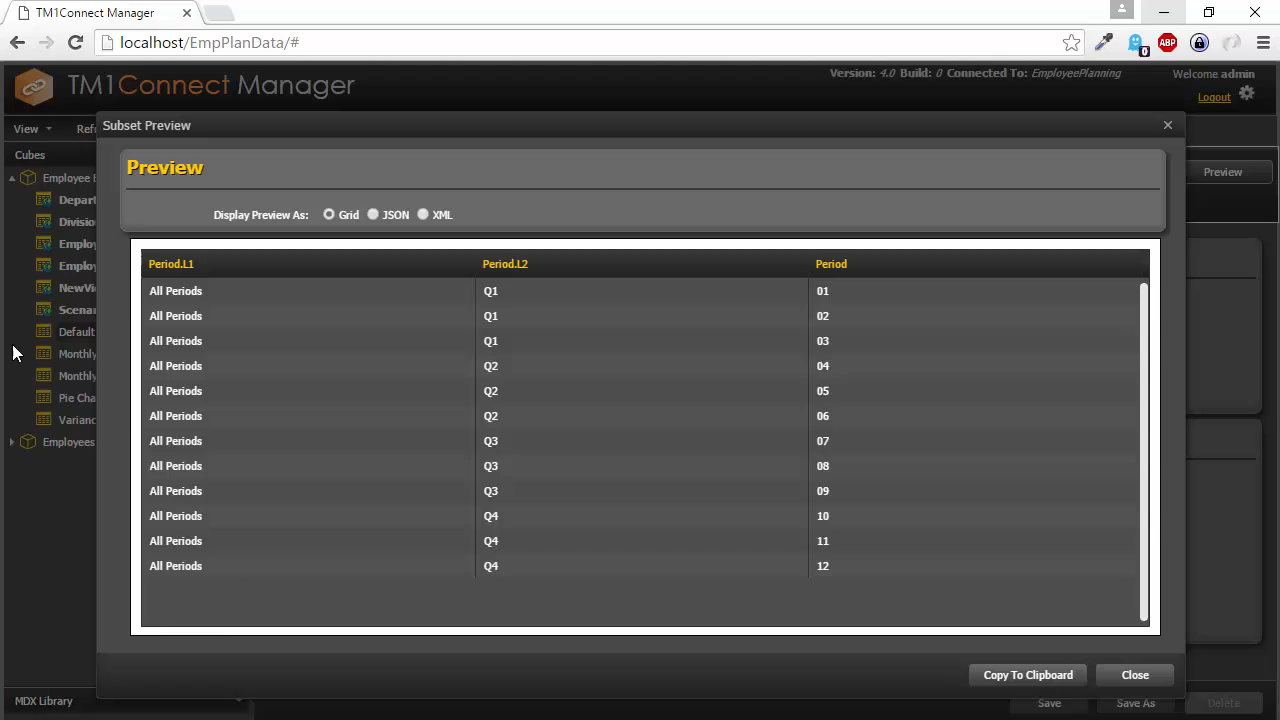 TM1Connect Manager
localhost/EmpPlanData/#
ABP
0
TM1Connect Manager
Version: 4.0 Build: 0 Connected To: EmployeePlanning
Welcome admin
Logout
View
Subset Preview
Cubes
Preview
Preview
Employee
Display Preview As: Grid JSON XML
Period.L1 Period.L2 Period
All Periods Q1 01
All Periods Q1 02
All Periods Q1 03
All Periods Q2 04
All Periods Q2 05
All Periods Q2 06
All Periods Q3 07
All Periods Q3 08
All Periods Q3 09
All Periods Q4 10
All Periods Q4 11
All Periods Q4 12
Default
Monthly
Monthly
Pie
Employees
Copy To Clipboard
Close
MDX Library
Save
Save As
Delete